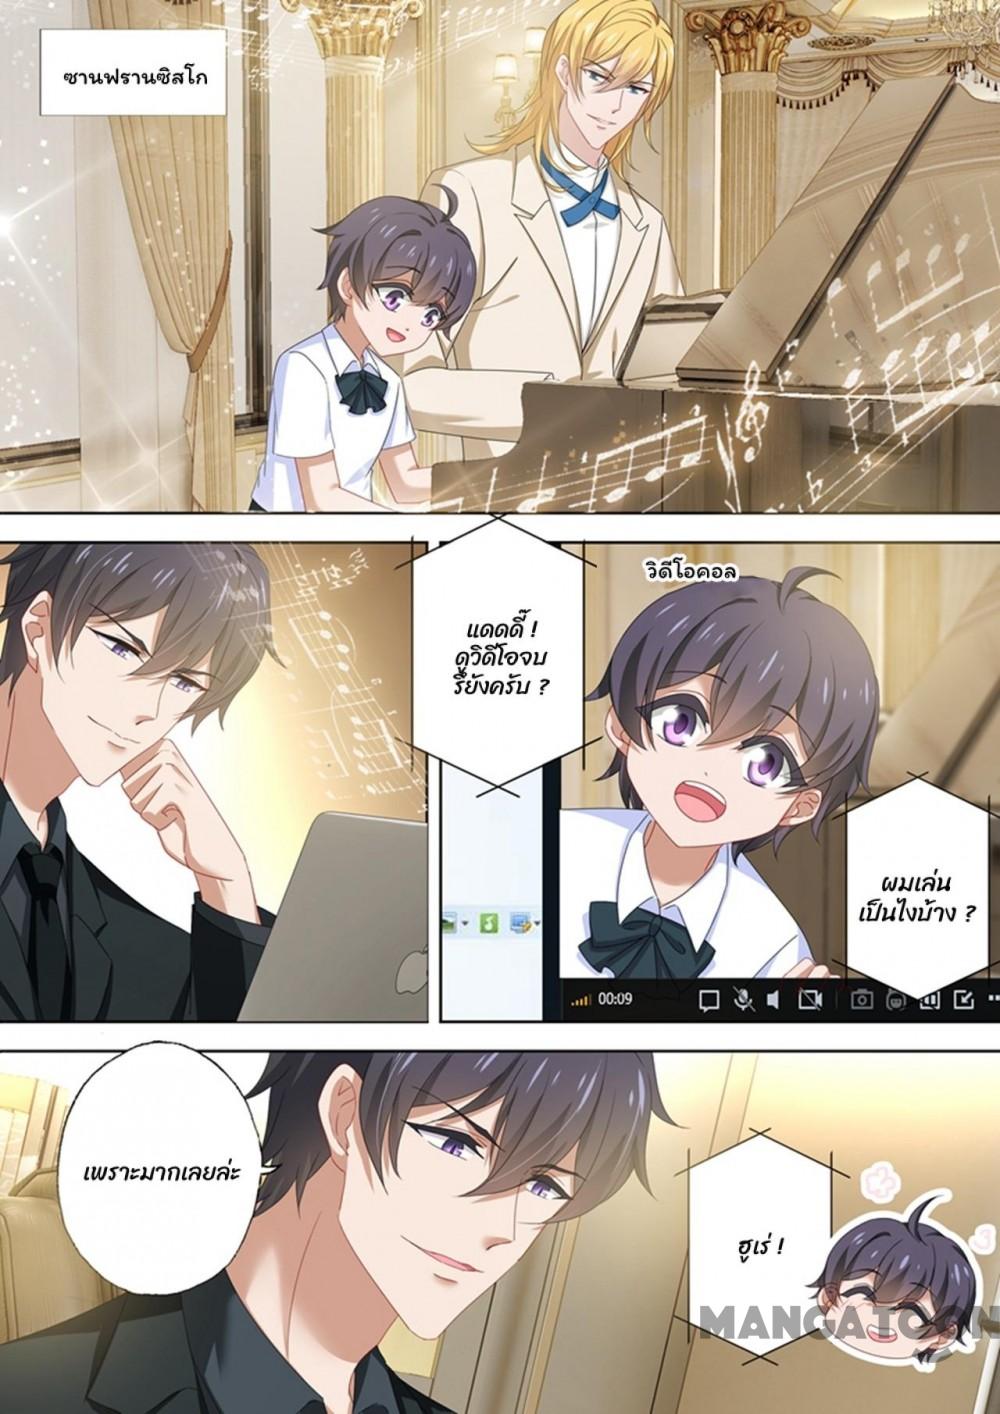 ซานฟรานซิสโก
วิดีโอคอล
แดดดี๊ !
ดูวิดีโอจบ
รึยังครับ ?
ผมเล่น
เป็นไงบ้าง ?
00:09
เพราะมากเลยล่ะ
ฮูเร่ !
MANGATOON